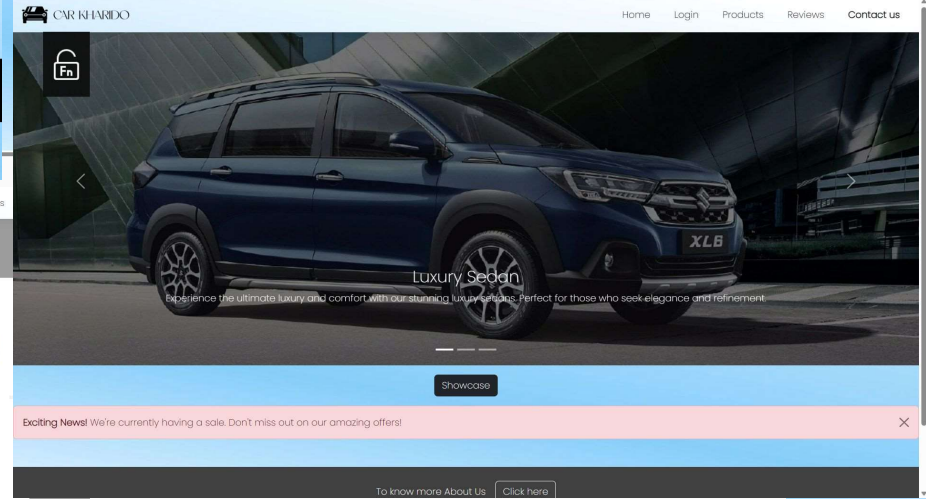 CAR KHARIDO
Home Login Products Reviews Contact us
Fn
XL6
Luxury Sedan
Experience the ultimate luxury and comfort with our stunning luxury sedans. Perfect for those who seek elegance and refinement.
Showcase
Exciting News! We're currently having a sale. Don't miss out on our amazing offers!
To know more About Us Click here